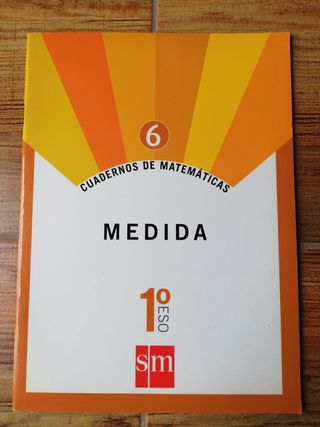 6
CUADERNOS DE MATEMÁTICAS
MEDIDA
1º
ESO
sm